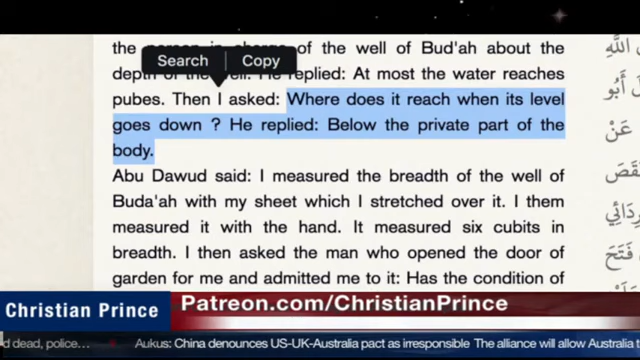 Search | Copy
the person in charge of the well of Bud'ah about the
depth of the well. He replied: At most the water reaches
pubes. Then I asked: Where does it reach when its level
goes down ? He replied: Below the private part of the
body.
Abu Dawud said: I measured the breadth of the well of
Buda'ah with my sheet which I stretched over it. I them
measured it with the hand. It measured six cubits in
breadth. I then asked the man who opened the door of
garden for me and admitted me to it: Has the condition of
اللَّهِ
أَبُو
عَنْ
فَتَحَ
Christian Prince
Patreon.com/ChristianPrince
d dead, police…
Aukus: China denounces US-UK-Australia pact as irresponsible The alliance will allow Australia